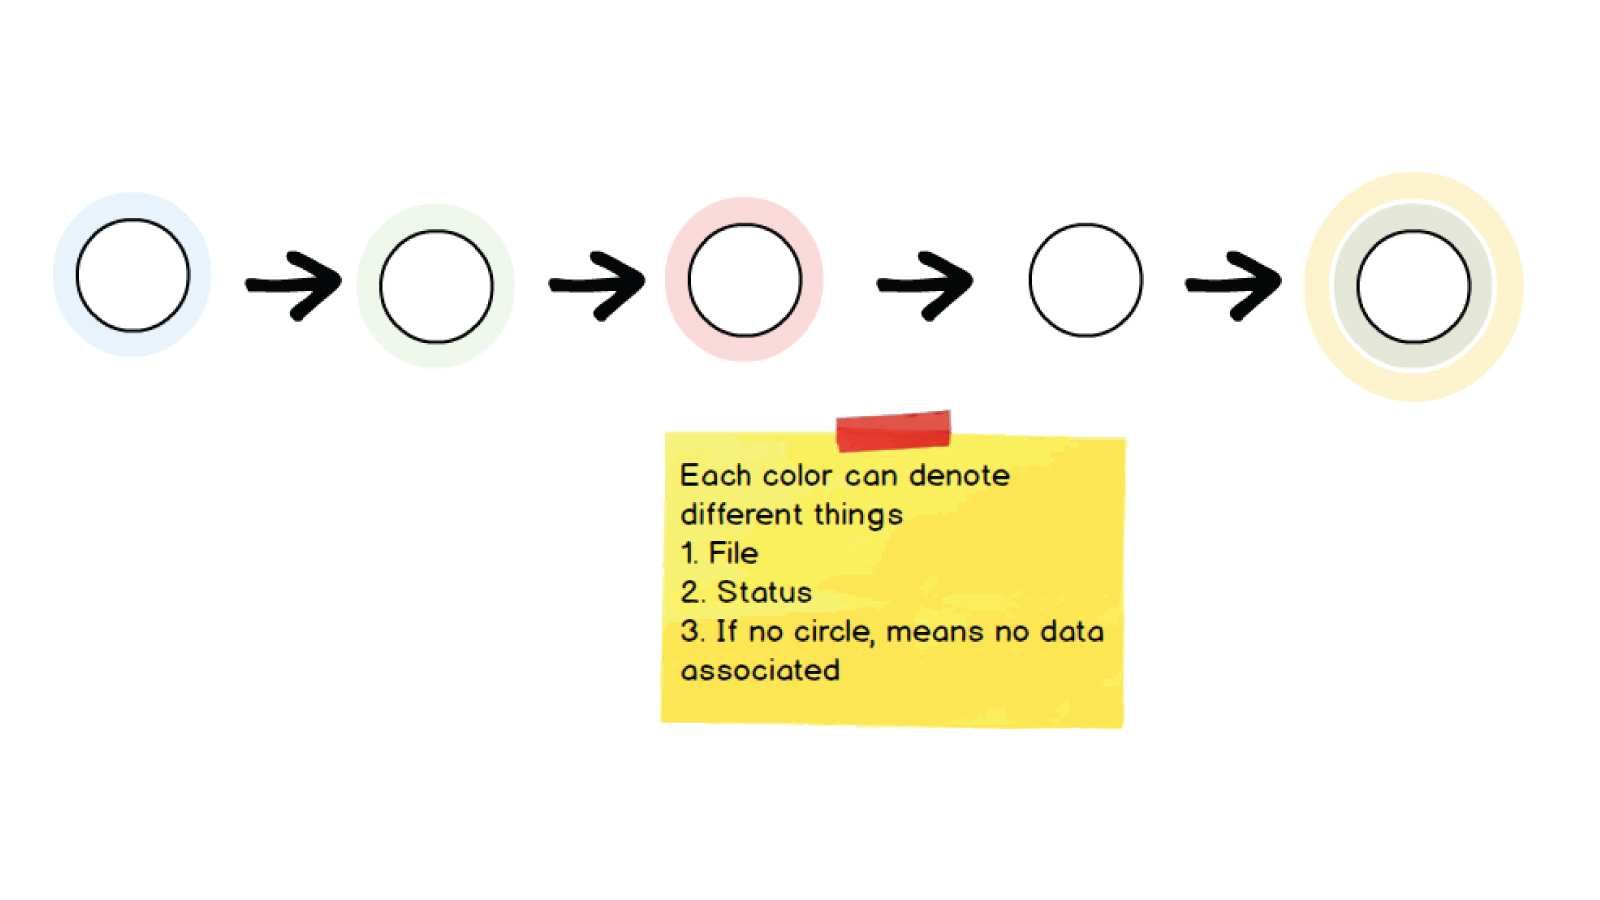 Each color can denote
different things
1. File
2. Status
3. If no circle, means no data
associated